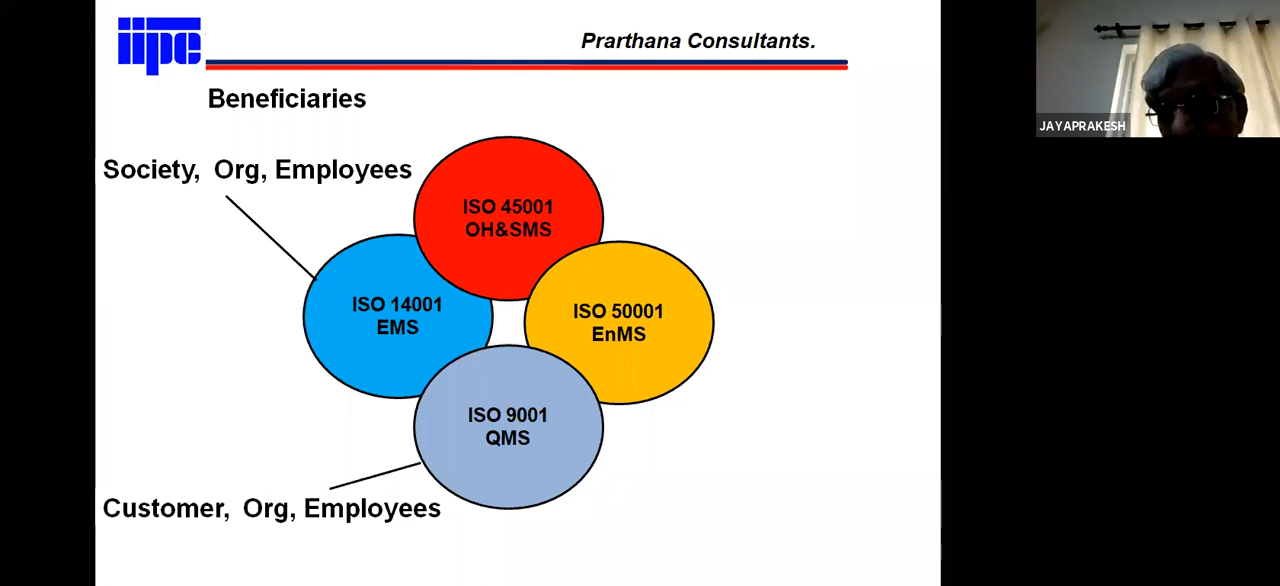 iipc
Prarthana Consultants.
Beneficiaries
Society, Org, Employees
ISO 45001
OH&SMS
ISO 14001
EMS
ISO 50001
EnMS
ISO 9001
QMS
Customer, Org, Employees
JAYAPRAKESH